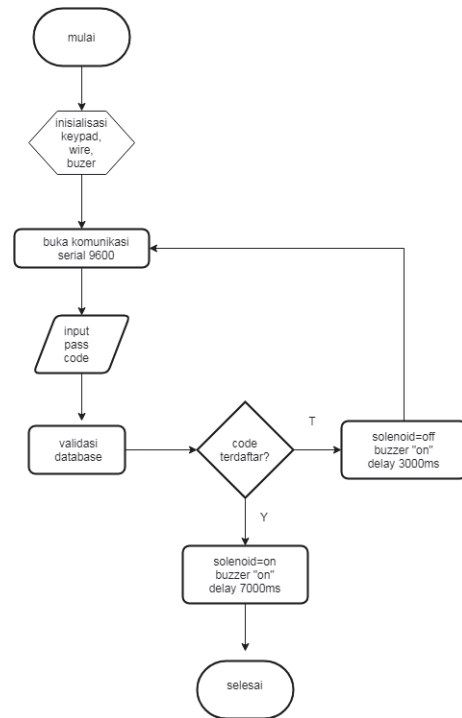 mulai
inisialisasi
keypad,
wire,
buzer
buka komunikasi
serial 9600
input
pass
code
validasi
database
code
terdaftar?
T
solenoid=off
buzzer "on"
delay 3000ms
Y
solenoid=on
buzzer "on"
delay 7000ms
selesai